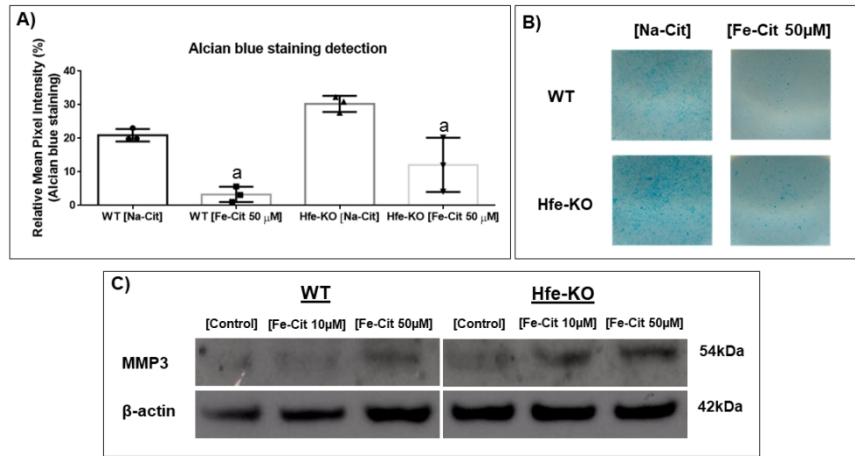 A)
Alcian blue staining detection
Relative Mean Pixel Intensity (%)
(Alcian blue staining)
40
30
20
10
0
a
a
WT [Na-Cit]
WT [Fe-Cit 50 μM]
Hfe-KO [Na-Cit]
Hfe-KO [Fe-Cit 50 μM]
B)
[Na-Cit] [Fe-Cit 50μM]
WT
Hfe-KO
C)
WT Hfe-KO
[Control] [Fe-Cit 10μM] [Fe-Cit 50μM] [Control] [Fe-Cit 10μM] [Fe-Cit 50μM]
MMP3 54kDa
β-actin 42kDa